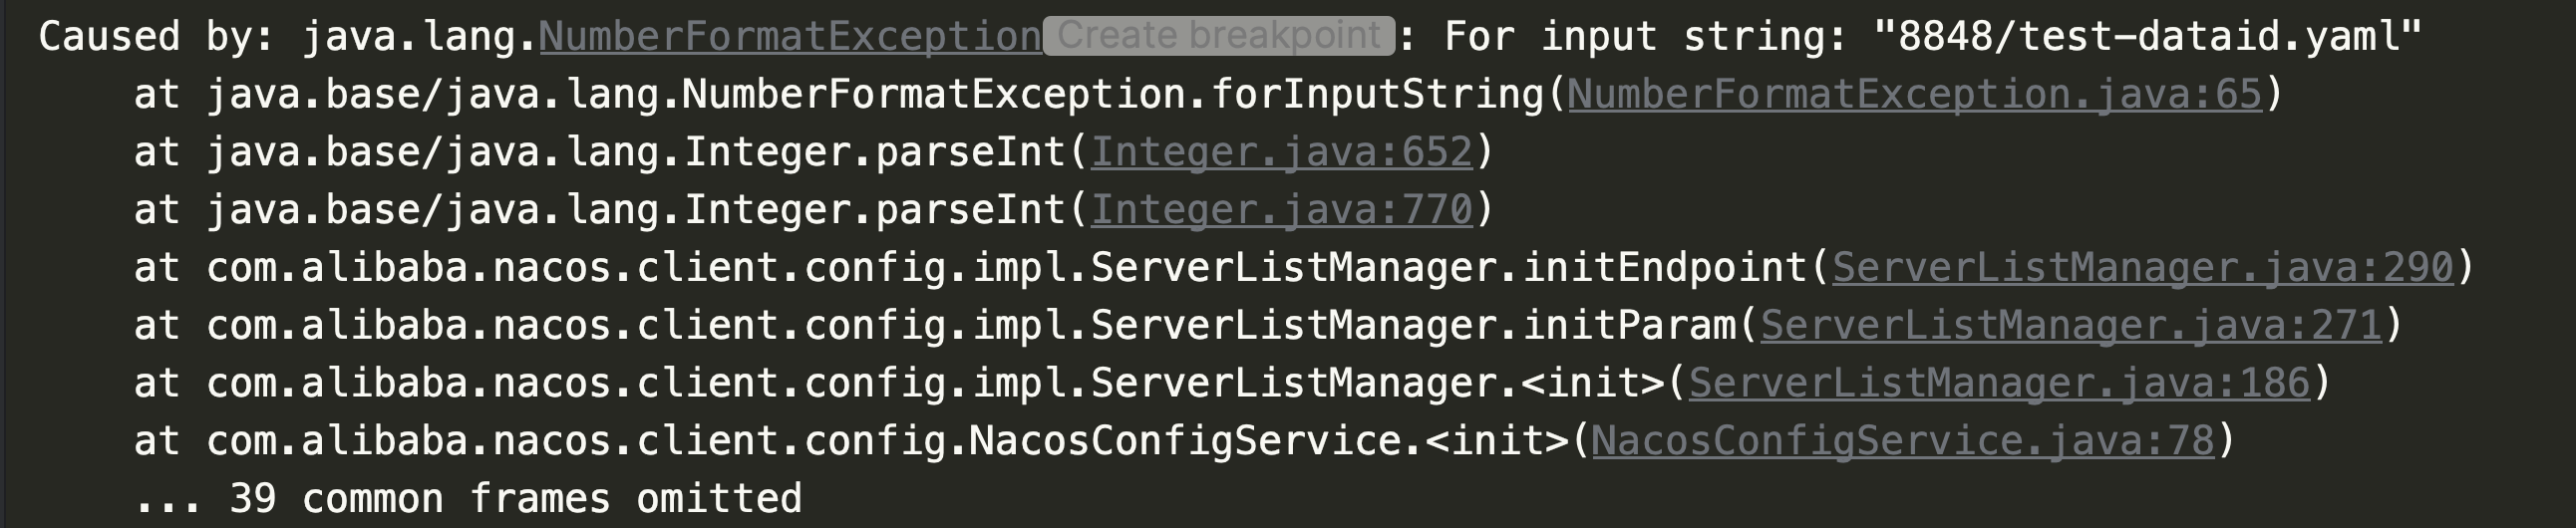 Caused by: java.lang.NumberFormatException Create breakpoint : For input string: "8848/test-dataid.yaml"
at java.base/java.lang.NumberFormatException.forInputString(NumberFormatException.java:65)
at java.base/java.lang.Integer.parseInt(Integer.java:652)
at java.base/java.lang.Integer.parseInt(Integer.java:770)
at com.alibaba.nacos.client.config.impl.ServerListManager.initEndpoint(ServerListManager.java:290)
at com.alibaba.nacos.client.config.impl.ServerListManager.initParam(ServerListManager.java:271)
at com.alibaba.nacos.client.config.impl.ServerListManager.<init>(ServerListManager.java:186)
at com.alibaba.nacos.client.config.NacosConfigService.<init>(NacosConfigService.java:78)
... 39 common frames omitted